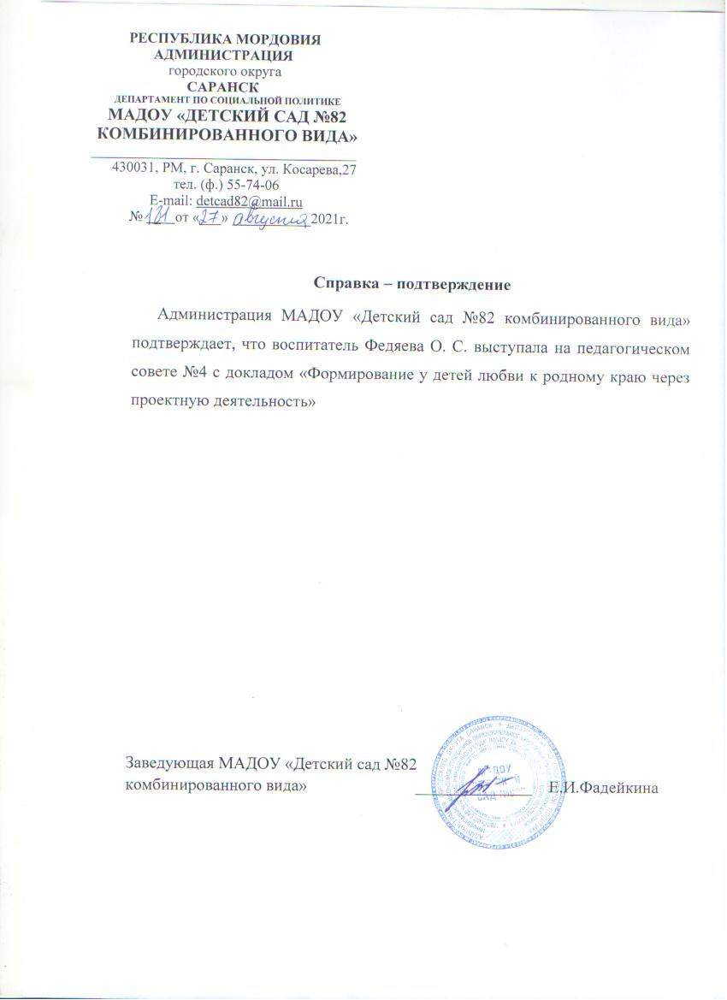 РЕСПУБЛИКА МОРДОВИЯ
АДМИНИСТРАЦИЯ
городского округа
САРАНСК
ДЕПАРТАМЕНТ ПО СОЦИАЛЬНОЙ ПОЛИТИКЕ
МАДОУ «ДЕТСКИЙ САД №82
КОМБИНИРОВАННОГО ВИДА»
430031, РМ, г. Саранск, ул. Косарева,27
тел. (ф.) 55-74-06
E-mail: detcad82@mail.ru
№ 131 от «27» августа 2021г.
Справка – подтверждение
Администрация МАДОУ «Детский сад №82 комбинированного вида»
подтверждает, что воспитатель Федяева О. С. выступала на педагогическом
совете №4 с докладом «Формирование у детей любви к родному краю через
проектную деятельность»
Заведующая МАДОУ «Детский сад №82
комбинированного вида»
Е.И.Фадейкина